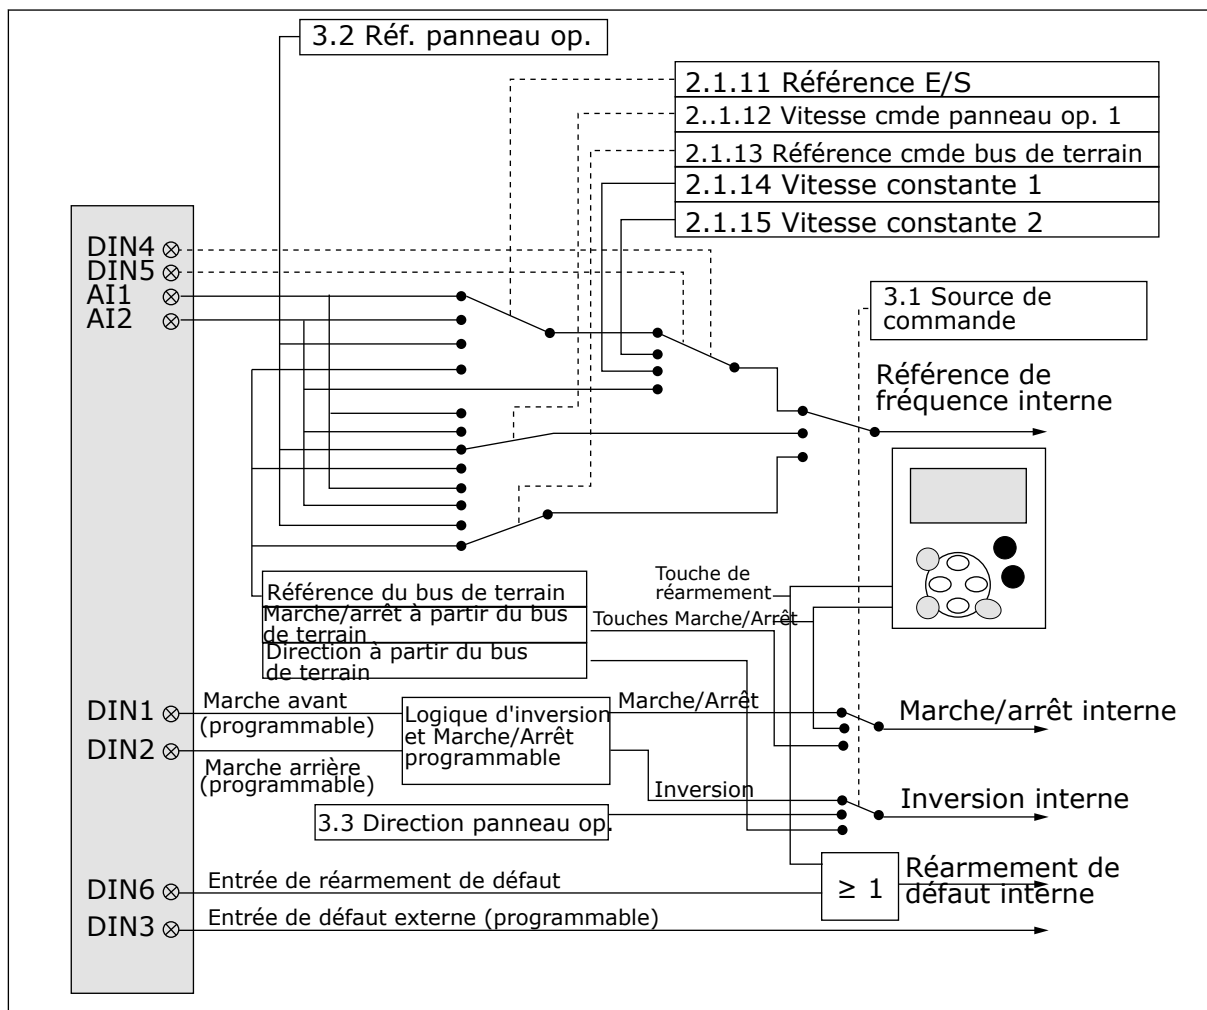 3.2 Réf. panneau op.
2.1.11 Référence E/S
2..1.12 Vitesse cmde panneau op. 1
2.1.13 Référence cmde bus de terrain
2.1.14 Vitesse constante 1
2.1.15 Vitesse constante 2
DIN4
DIN5
AI1
AI2
3.1 Source de
commande
Référence de
fréquence interne
Touche de
réarmement
Référence du bus de terrain
Marche/arrêt à partir du bus
de terrain
Touches Marche/Arrêt
Direction à partir du bus
de terrain
DIN1
Marche avant
(programmable)
Logique d'inversion
et Marche/Arrêt
programmable
Marche/Arrêt
Marche/arrêt interne
DIN2
Marche arrière
(programmable)
Inversion
Inversion interne
3.3 Direction panneau op.
DIN6
Entrée de réarmement de défaut
≥ 1
Réarmement de
défaut interne
DIN3
Entrée de défaut externe (programmable)